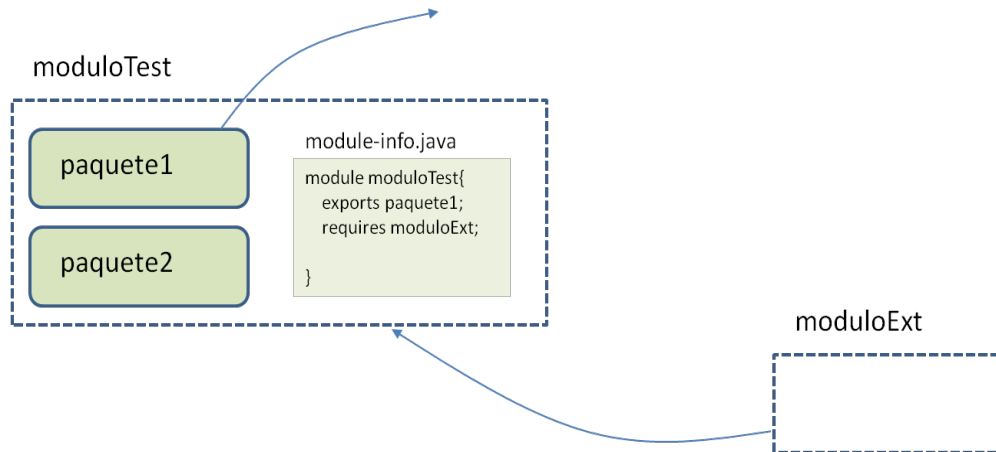 moduloTest
paquete1
paquete2
module-info.java
module moduloTest{
exports paquete1;
requires moduloExt;
}
moduloExt